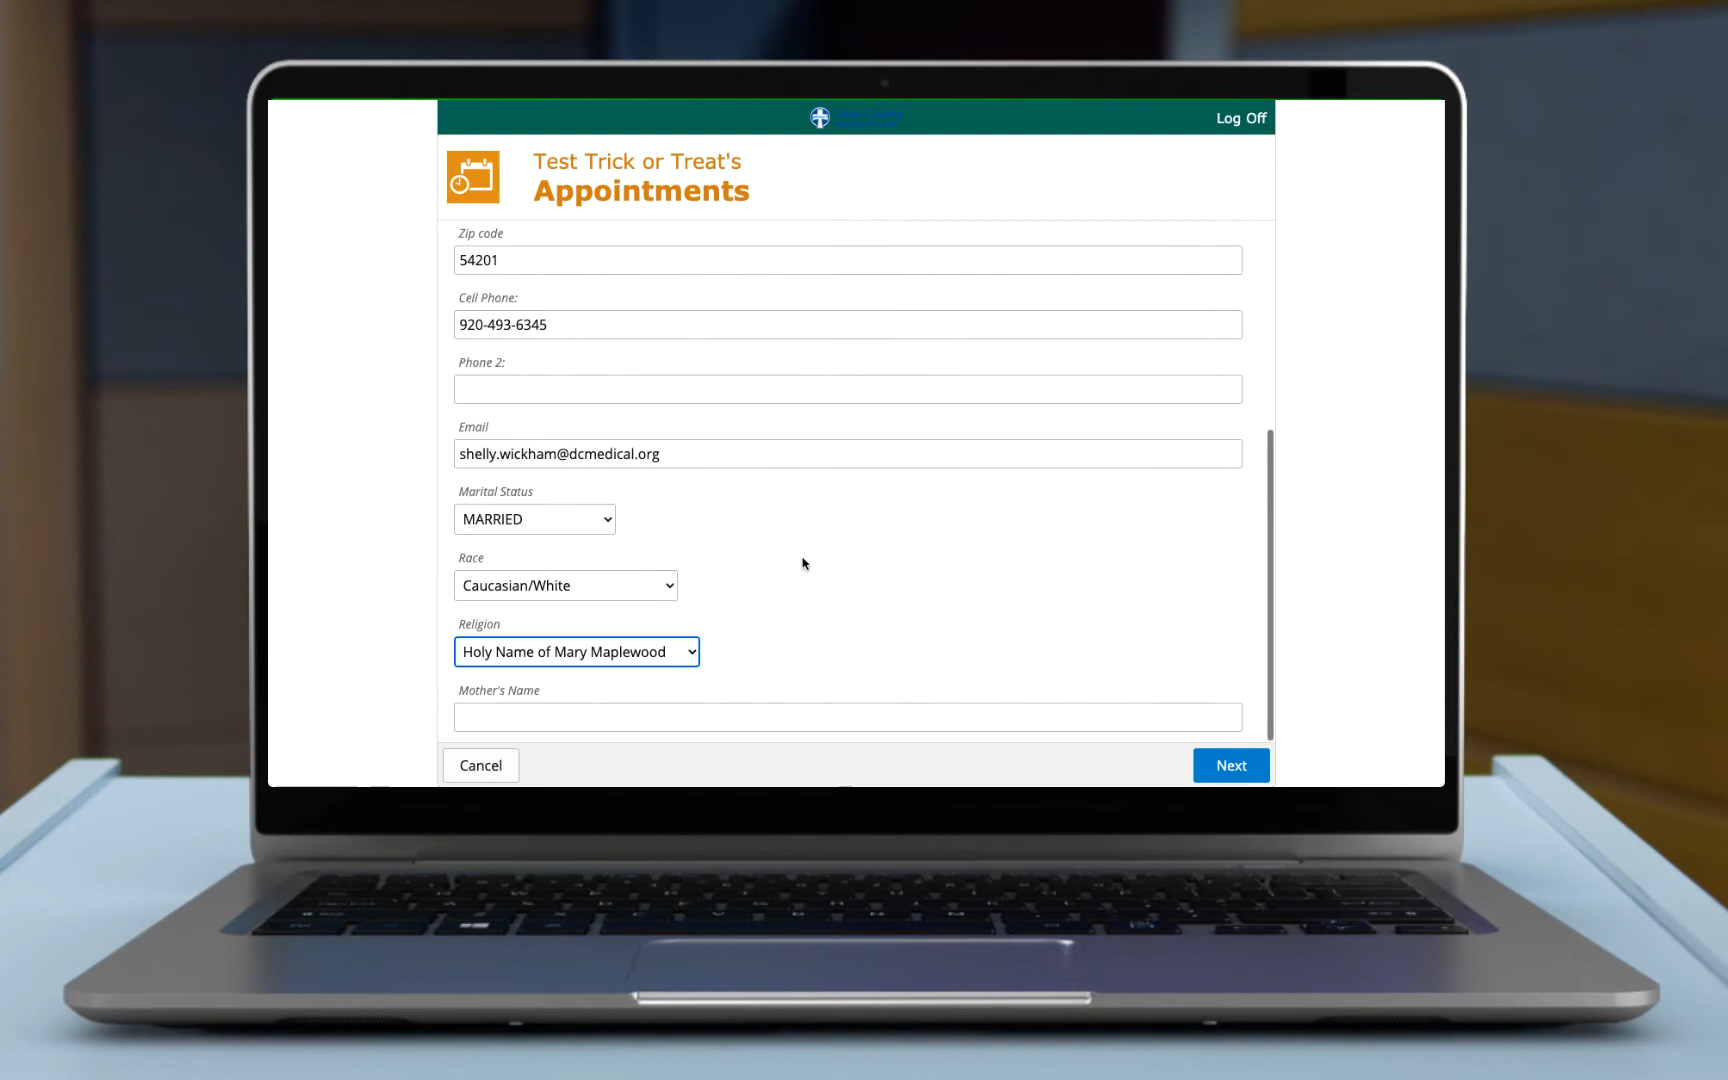 Log Off
Test Trick or Treat's
Appointments
Zip code
54201
Cell Phone:
920-493-6345
Phone 2:
Email
shelly.wickham@dcmedical.org
Marital Status
MARRIED
Race
Caucasian/White
Religion
Holy Name of Mary Maplewood
Mother's Name
Cancel
Next